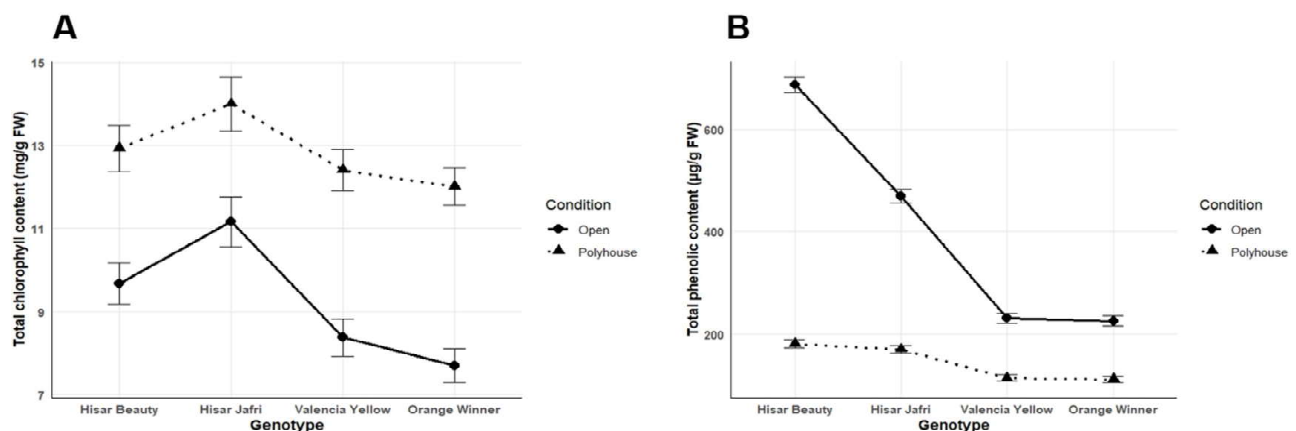 A
Total chlorophyll content (mg/g FW)
15
13
11
9
7
Hisar Beauty
Hisar Jafri
Valencia Yellow
Orange Winner
Genotype
Condition
Open
Polyhouse
B
Total phenolic content (µg/g FW)
600
400
200
Hisar Beauty
Hisar Jafri
Valencia Yellow
Orange Winner
Genotype
Condition
Open
Polyhouse